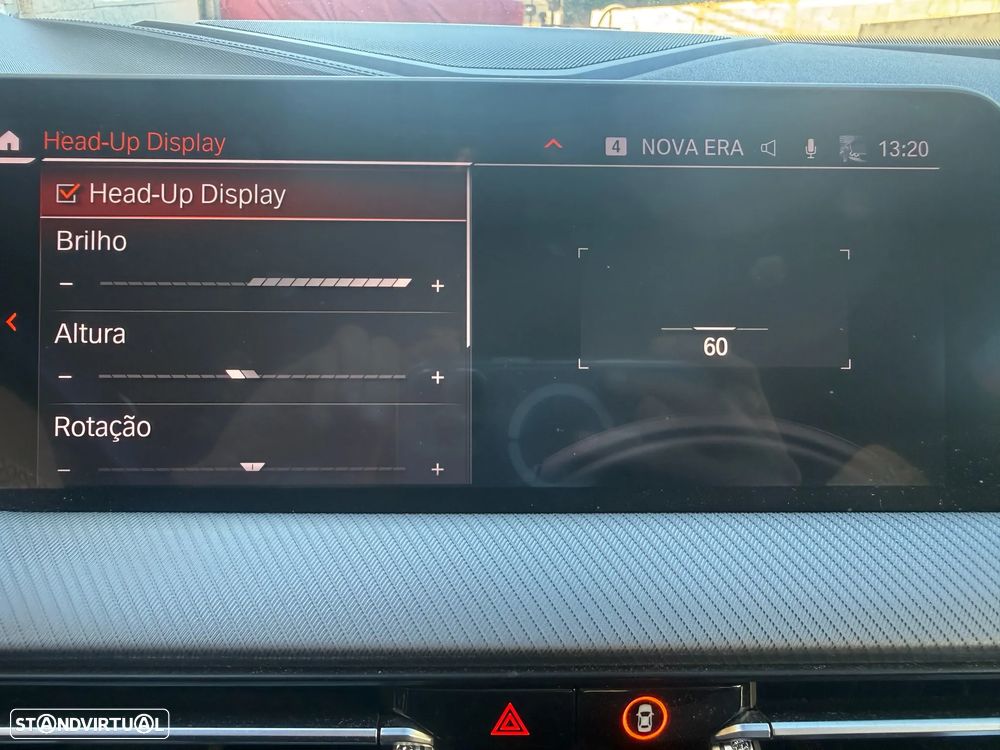 Head-Up Display
4 NOVA ERA 13:20
Head-Up Display
Brilho
- +
Altura
- +
Rotação
- +
60
STANDVIRTUAL